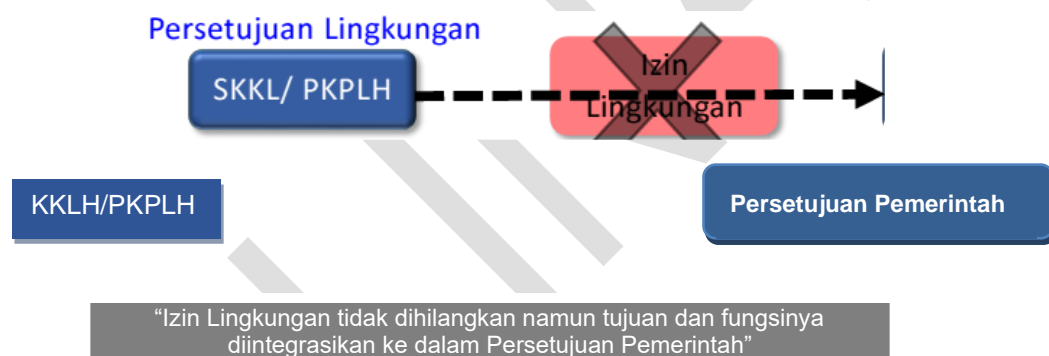 Persetujuan Lingkungan
SKKL/ PKPLH
Izin
Lingkungan
KKLH/PKPLH
Persetujuan Pemerintah
“Izin Lingkungan tidak dihilangkan namun tujuan dan fungsinya
diintegrasikan ke dalam Persetujuan Pemerintah”